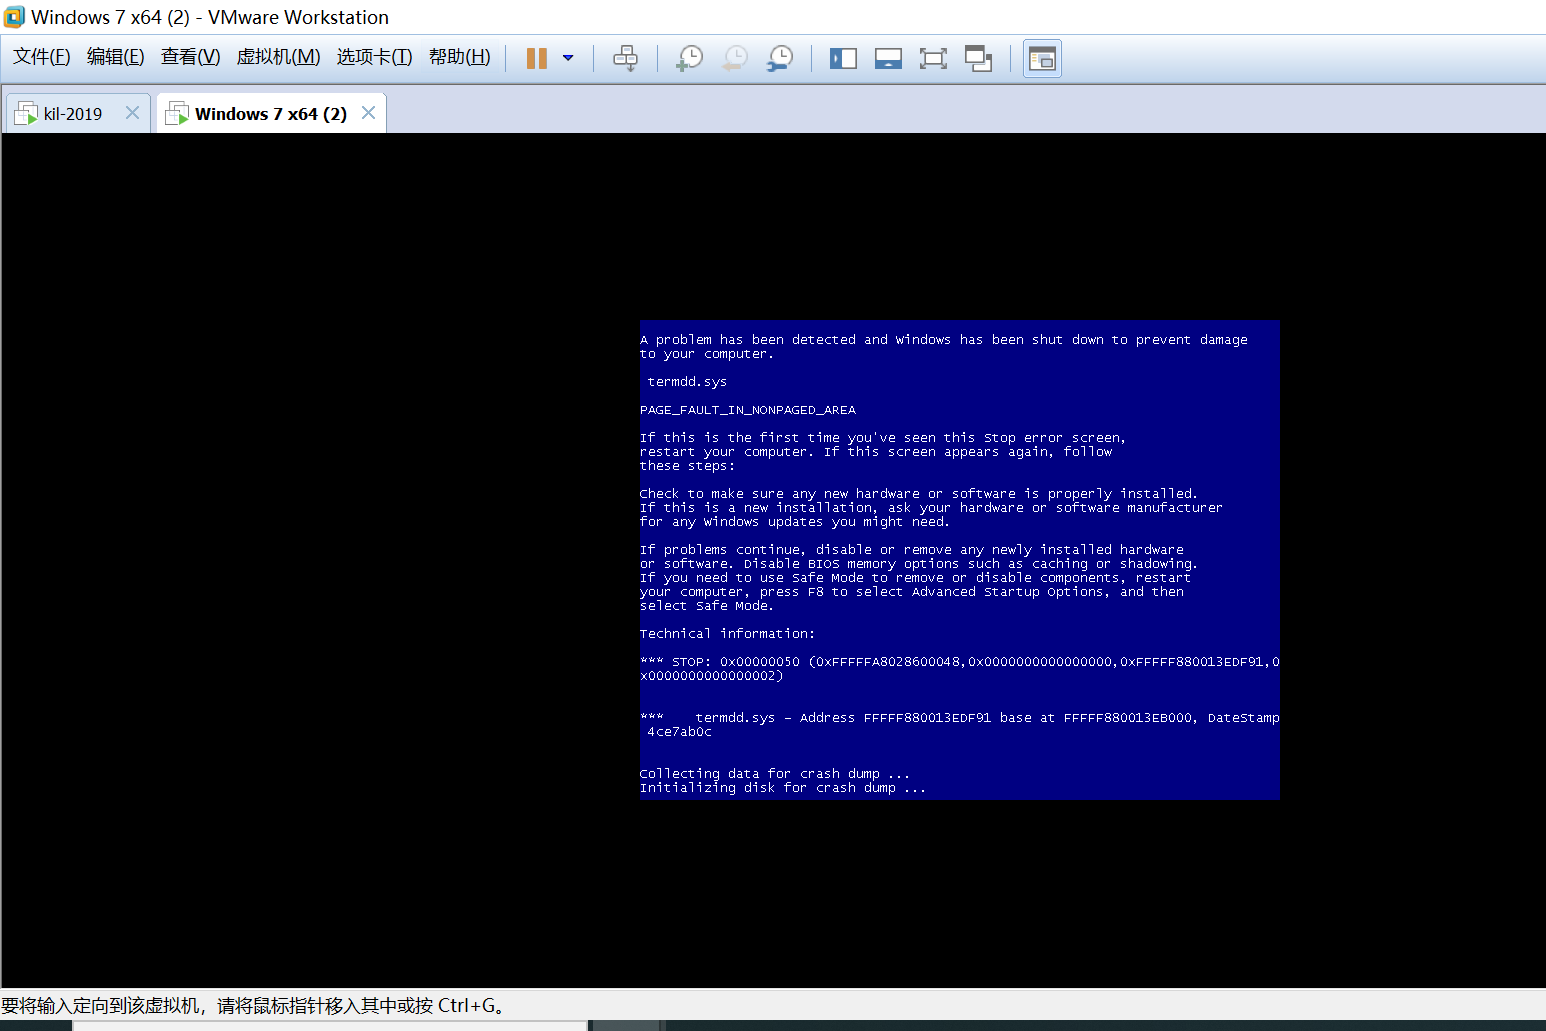 Windows 7 x64 (2) - VMware Workstation
文件(F) 编辑(E) 查看(V) 虚拟机(M) 选项卡(T) 帮助(H)
kil-2019 Windows 7 x64 (2)
A problem has been detected and Windows has been shut down to prevent damage
to your computer.
termdd.sys
PAGE_FAULT_IN_NONPAGED_AREA
If this is the first time you've seen this Stop error screen,
restart your computer. If this screen appears again, follow
these steps:
Check to make sure any new hardware or software is properly installed.
If this is a new installation, ask your hardware or software manufacturer
for any Windows updates you might need.
If problems continue, disable or remove any newly installed hardware
or software. Disable BIOS memory options such as caching or shadowing.
If you need to use Safe Mode to remove or disable components, restart
your computer, press F8 to select Advanced Startup Options, and then
select Safe Mode.
Technical information:
*** STOP: 0x00000050 (0xFFFFFA8028600048,0x0000000000000000,0xFFFFF880013EDF91,0
x0000000000000002)
*** termdd.sys - Address FFFFF880013EDF91 base at FFFFF880013EB000, DateStamp
4ce7ab0c
Collecting data for crash dump ...
Initializing disk for crash dump ...
要将输入定向到该虚拟机，请将鼠标指针移入其中或按 Ctrl+G。